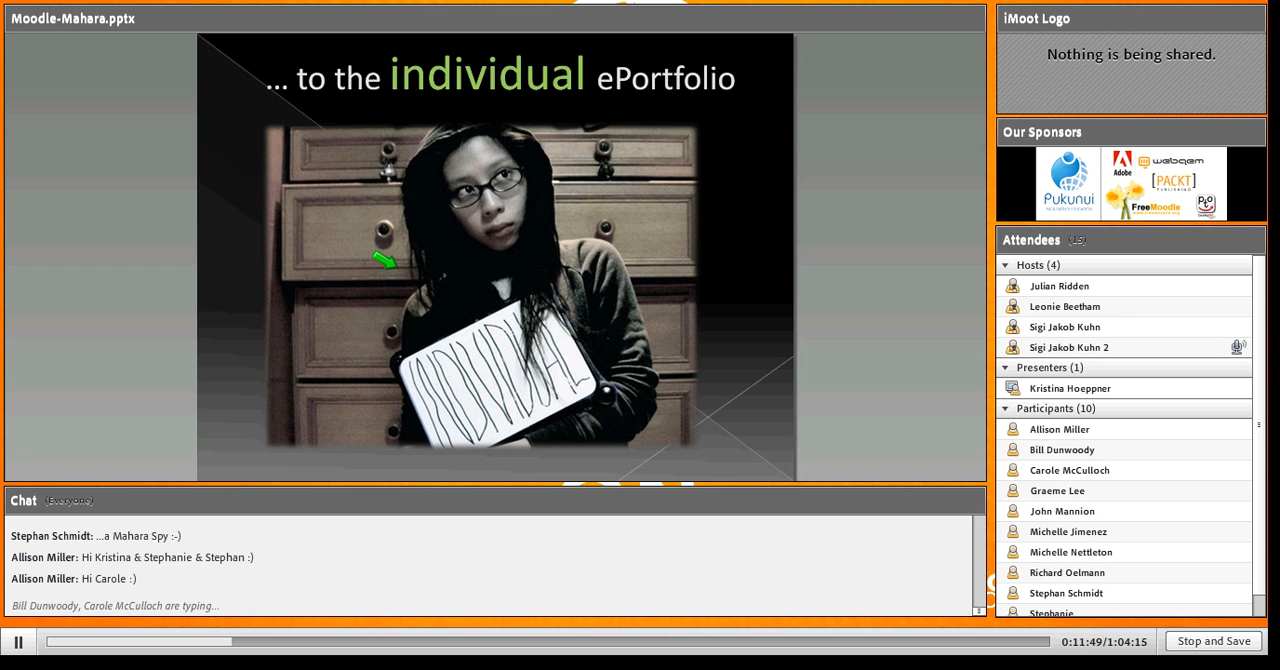 Moodle-Mahara.pptx
... to the individual ePortfolio
INDIVIDUAL
iMoot Logo
Nothing is being shared.
Our Sponsors
Pukunui
Adobe
webgem
[PACKT]
PUBLISHING
FreeMoodle
Attendees (15)
Hosts (4)
Julian Ridden
Leonie Beetham
Sigi Jakob Kuhn
Sigi Jakob Kuhn 2
Presenters (1)
Kristina Hoeppner
Participants (10)
Allison Miller
Bill Dunwoody
Carole McCulloch
Graeme Lee
John Mannion
Michelle Jimenez
Michelle Nettleton
Richard Oelmann
Stephan Schmidt
Stephanie
Chat (Everyone)
Stephan Schmidt: ...a Mahara Spy :-)
Allison Miller: Hi Kristina & Stephanie & Stephan :)
Allison Miller: Hi Carole :)
Bill Dunwoody, Carole McCulloch are typing...
0:11:49/1:04:15
Stop and Save